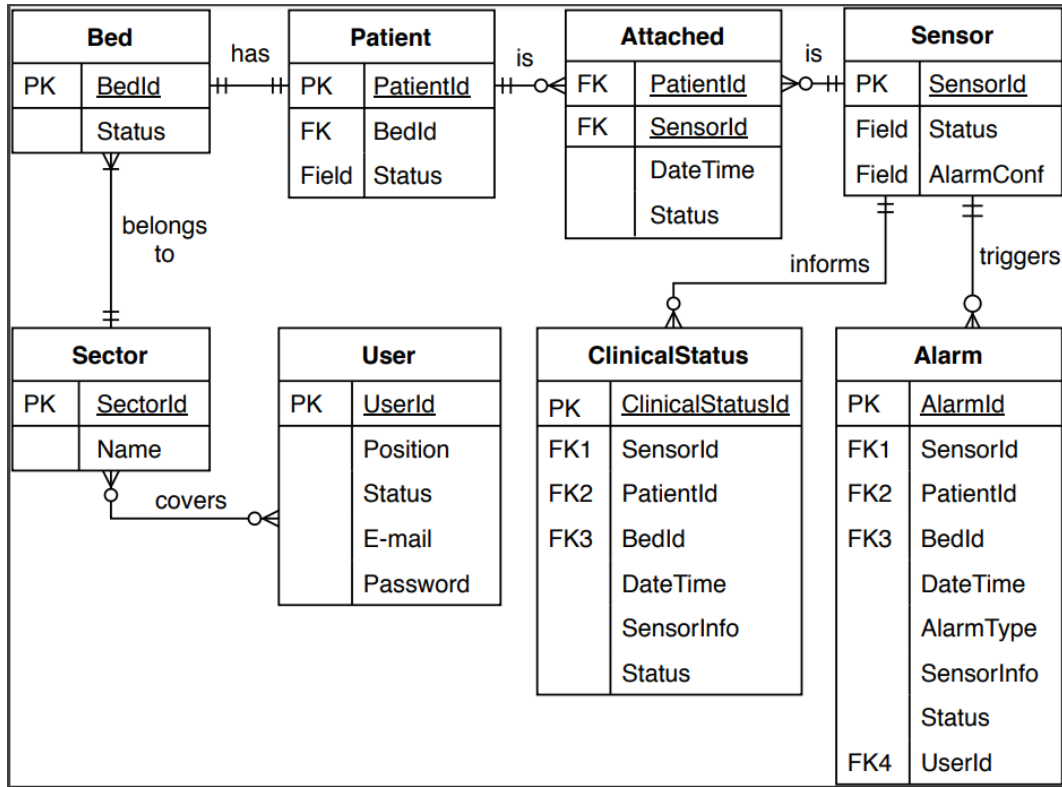 Bed
PK BedId
Status
has
Patient
PK PatientId
FK BedId
Field Status
is
Attached
FK PatientId
FK SensorId
DateTime
Status
is
Sensor
PK SensorId
Field Status
Field AlarmConf
belongs
to
informs
triggers
Sector
PK SectorId
Name
covers
User
PK UserId
Position
Status
E-mail
Password
ClinicalStatus
PK ClinicalStatusId
FK1 SensorId
FK2 PatientId
FK3 BedId
DateTime
SensorInfo
Status
Alarm
PK AlarmId
FK1 SensorId
FK2 PatientId
FK3 BedId
DateTime
AlarmType
SensorInfo
Status
FK4 UserId